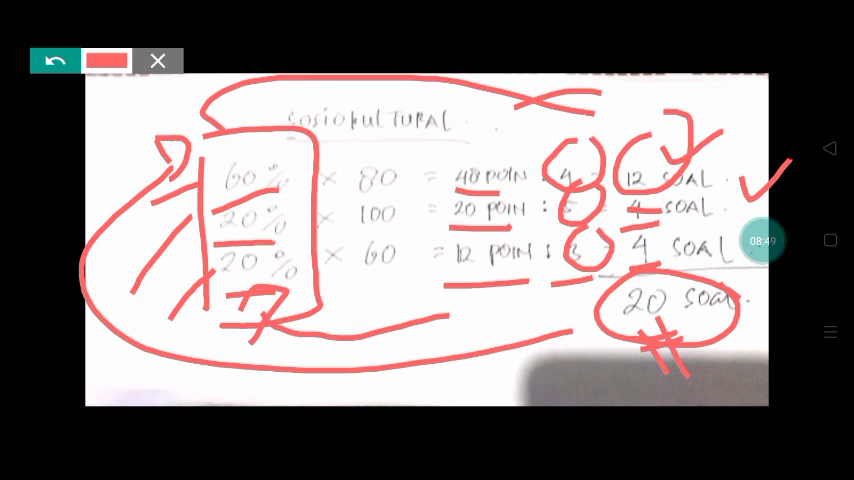 SOSIOKULTURAL
60% × 80 = 48 POIN : 4 = 12 SOAL.
20% × 100 = 20 POIN : 5 = 4 SOAL.
20% × 60 = 12 POIN : 3 = 4 SOAL.
20 Soal.
08:49